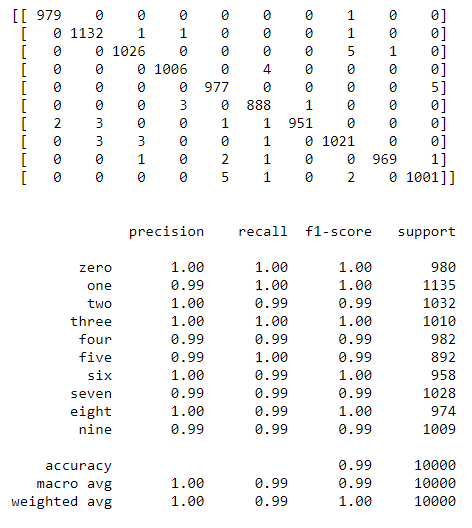 [[ 979 0 0 0 0 0 0 1 0 0]
[ 0 1132 1 1 0 0 0 1 0 0]
[ 0 0 1026 0 0 0 0 5 1 0]
[ 0 0 0 1006 0 4 0 0 0 0]
[ 0 0 0 0 977 0 0 0 0 5]
[ 0 0 0 3 0 888 1 0 0 0]
[ 2 3 0 0 1 1 951 0 0 0]
[ 0 3 3 0 0 1 0 1021 0 0]
[ 0 0 1 0 2 1 0 0 969 1]
[ 0 0 0 0 5 1 0 2 0 1001]]
precision recall f1-score support
zero 1.00 1.00 1.00 980
one 0.99 1.00 1.00 1135
two 1.00 0.99 0.99 1032
three 1.00 1.00 1.00 1010
four 0.99 0.99 0.99 982
five 0.99 1.00 0.99 892
six 1.00 0.99 1.00 958
seven 0.99 0.99 0.99 1028
eight 1.00 0.99 1.00 974
nine 0.99 0.99 0.99 1009
accuracy 0.99 10000
macro avg 1.00 0.99 0.99 10000
weighted avg 1.00 0.99 1.00 10000